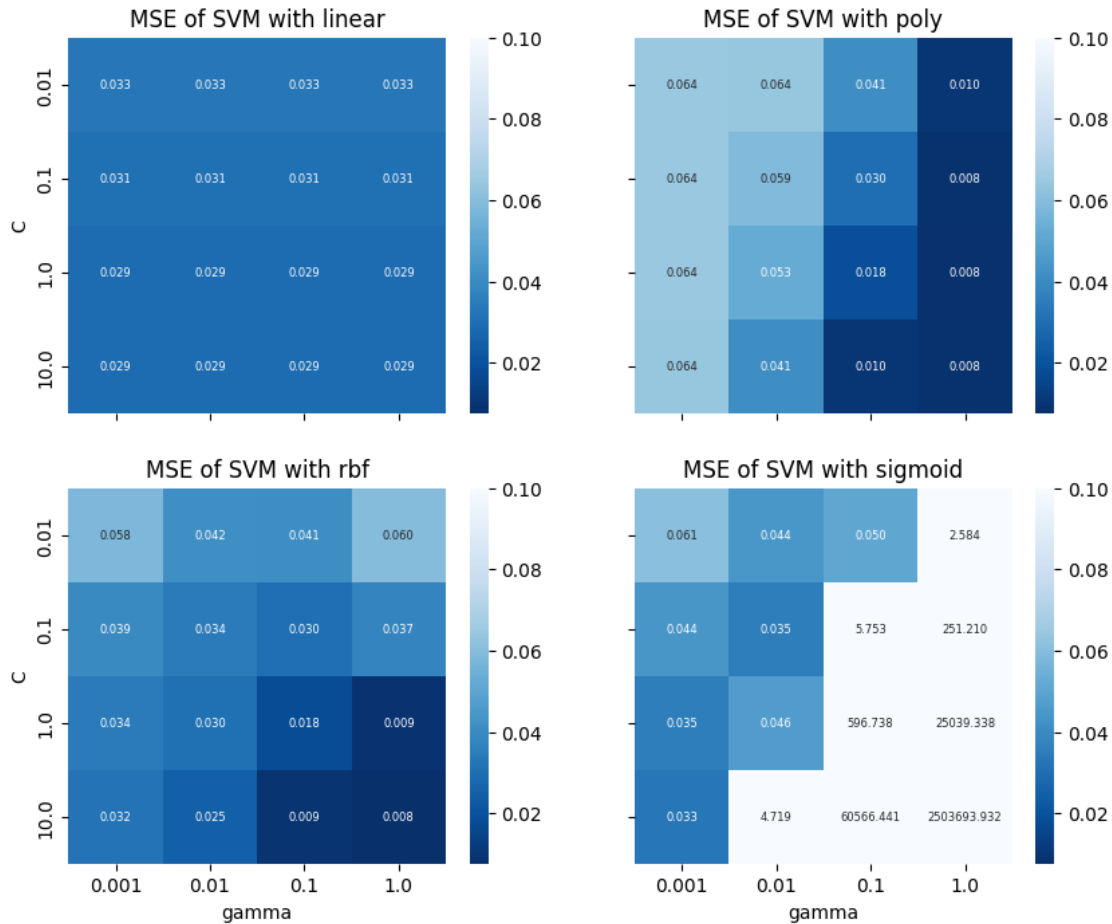 MSE of SVM with linear
0.01 0.033 0.033 0.033 0.033
0.1 0.031 0.031 0.031 0.031
1.0 0.029 0.029 0.029 0.029
10.0 0.029 0.029 0.029 0.029
C
0.10
0.08
0.06
0.04
0.02
MSE of SVM with poly
0.064 0.064 0.041 0.010
0.064 0.059 0.030 0.008
0.064 0.053 0.018 0.008
0.064 0.041 0.010 0.008
0.10
0.08
0.06
0.04
0.02
MSE of SVM with rbf
0.01 0.058 0.042 0.041 0.060
0.1 0.039 0.034 0.030 0.037
1.0 0.034 0.030 0.018 0.009
10.0 0.032 0.025 0.009 0.008
C
0.001 0.01 0.1 1.0
gamma
0.10
0.08
0.06
0.04
0.02
MSE of SVM with sigmoid
0.061 0.044 0.050 2.584
0.044 0.035 5.753 251.210
0.035 0.046 596.738 25039.338
0.033 4.719 60566.441 2503693.932
0.001 0.01 0.1 1.0
gamma
0.10
0.08
0.06
0.04
0.02